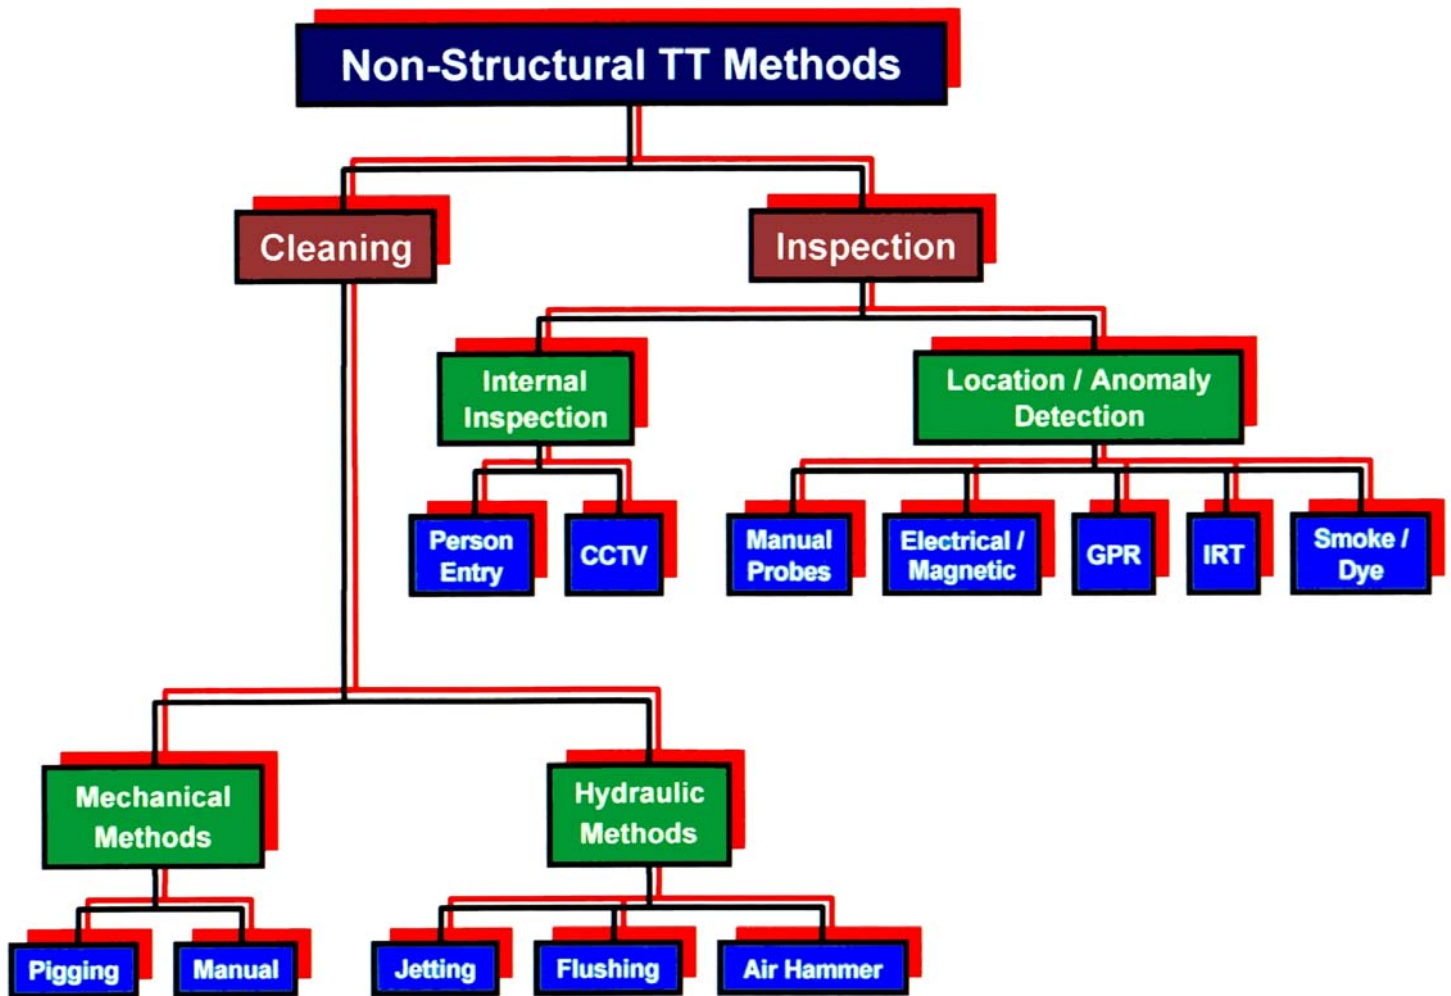 Non-Structural TT Methods
Cleaning
Inspection
Internal
Inspection
Location / Anomaly
Detection
Person
Entry
CCTV
Manual
Probes
Electrical /
Magnetic
GPR
IRT
Smoke /
Dye
Mechanical
Methods
Hydraulic
Methods
Pigging
Manual
Jetting
Flushing
Air Hammer